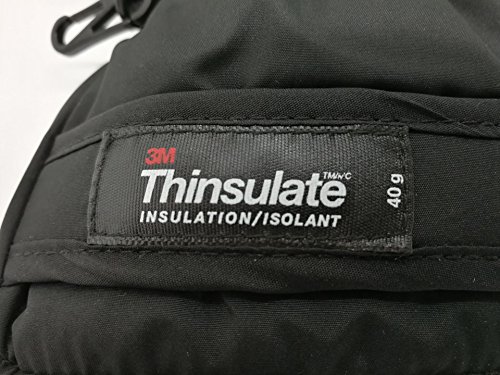 3M
Thinsulate TM/MC
INSULATION/ISOLANT
40 g